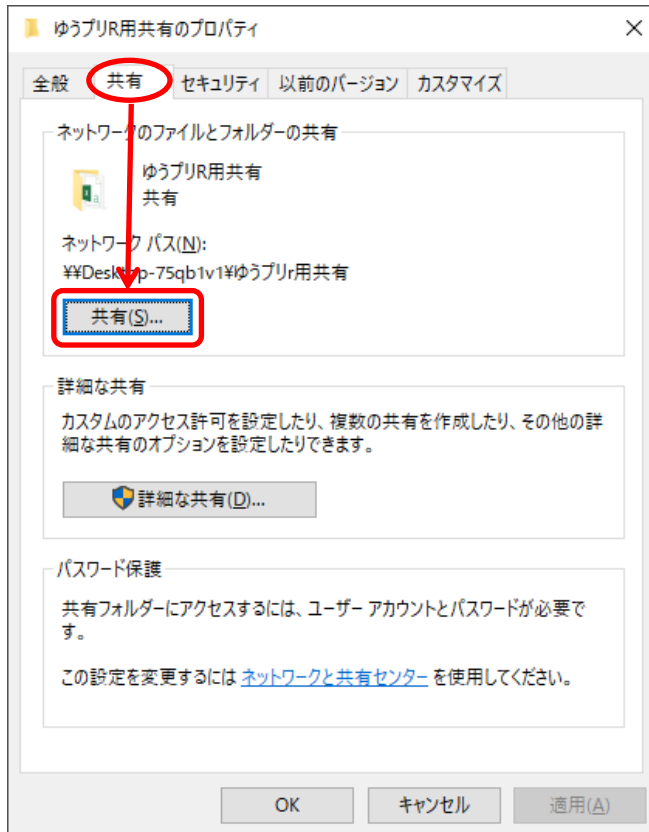 ゆうプリR用共有のプロパティ
全般 共有 セキュリティ 以前のバージョン カスタマイズ
ネットワークのファイルとフォルダーの共有
ゆうプリR用共有
共有
ネットワーク パス(N):
¥¥Desktop-75qb1v1¥ゆうプリr用共有
共有(S)...
詳細な共有
カスタムのアクセス許可を設定したり、複数の共有を作成したり、その他の詳
細な共有のオプションを設定したりできます。
詳細な共有(D)...
パスワード保護
共有フォルダーにアクセスするには、ユーザー アカウントとパスワードが必要で
す。
この設定を変更するには ネットワークと共有センター を使用してください。
OK キャンセル 適用(A)